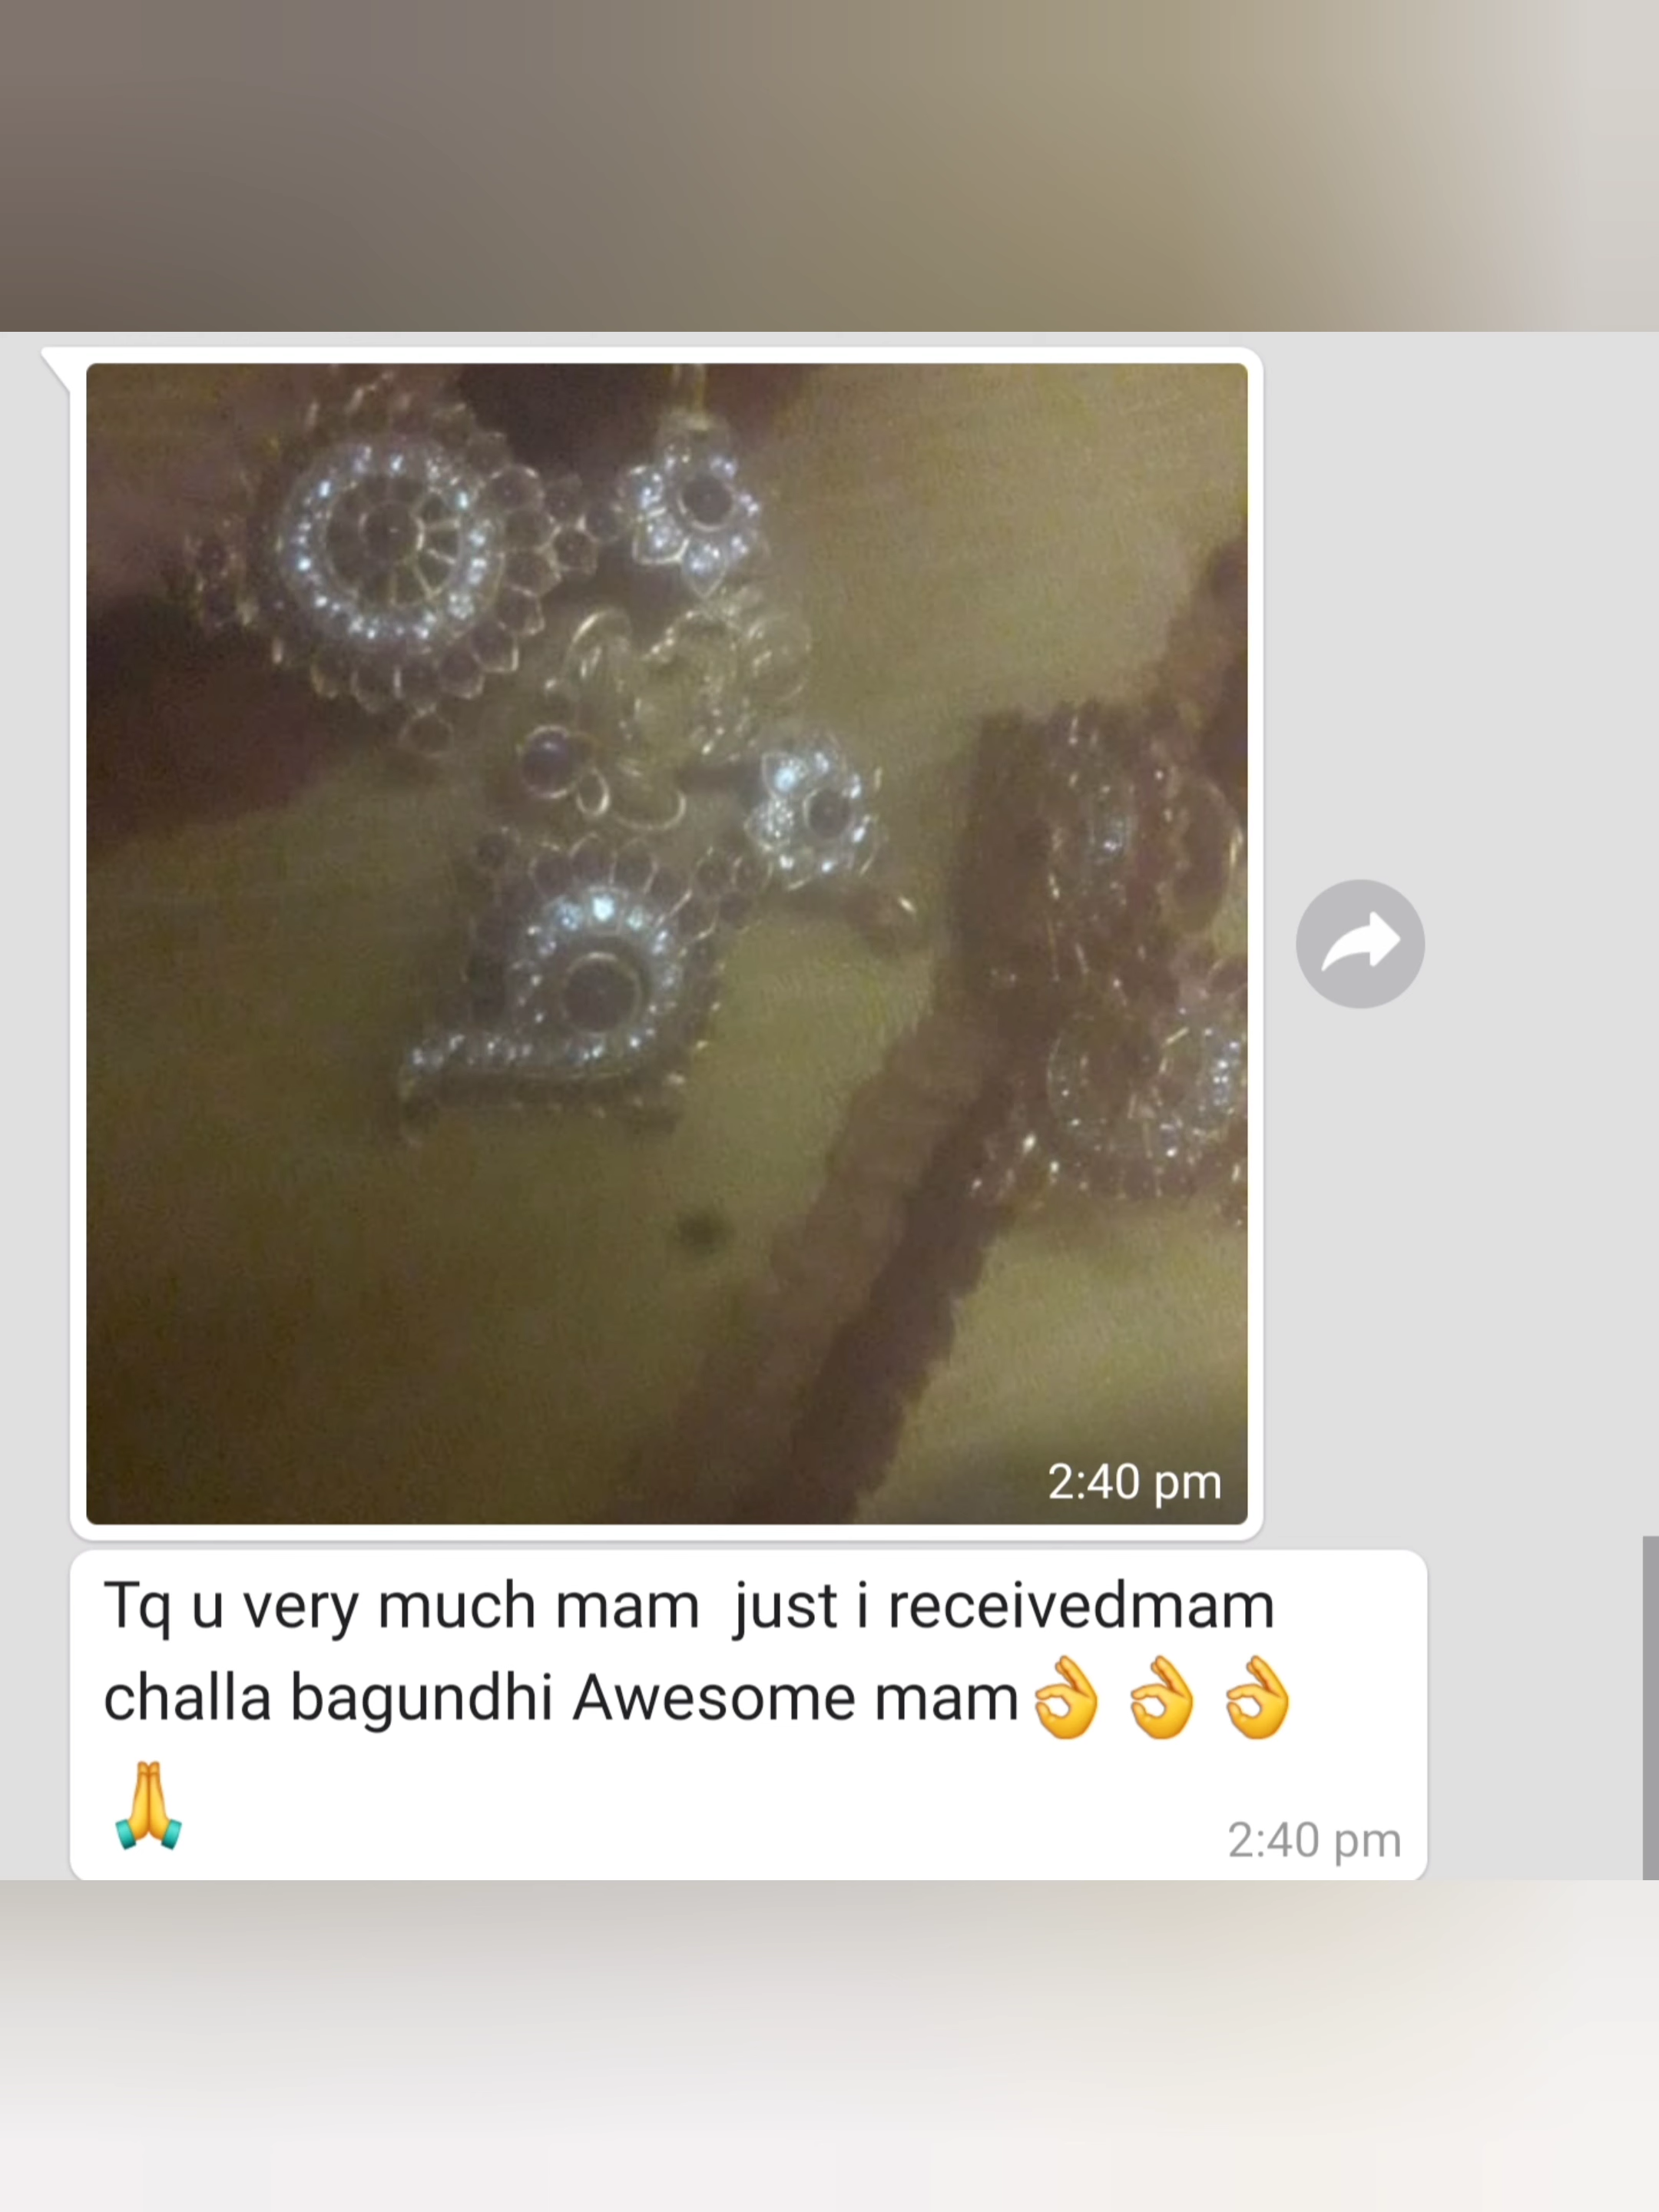 2:40 pm
Tq u very much mam  just i receivedmam
challa bagundhi Awesome mam👌👌👌
🙏
2:40 pm